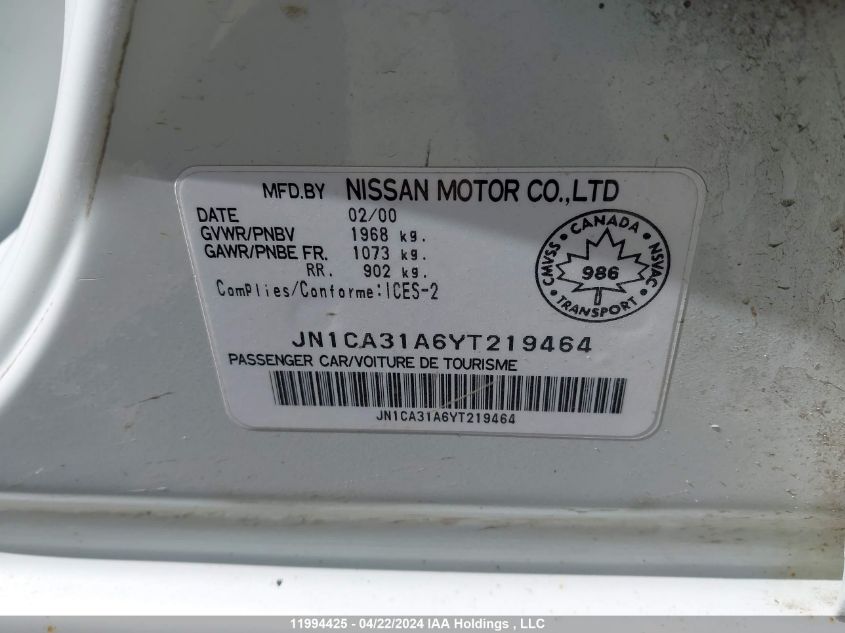 MFD.BY NISSAN MOTOR CO.,LTD
DATE 02/00
GVWR/PNBV 1968 kg.
GAWR/PNBE FR. 1073 kg.
RR. 902 kg.
ComPlies/Conforme:ICES-2
CANADA
CMVSS
NSVAC
986
TRANSPORT
JN1CA31A6YT219464
PASSENGER CAR/VOITURE DE TOURISME
JN1CA31A6YT219464
11994425 - 04/22/2024 IAA Holdings , LLC